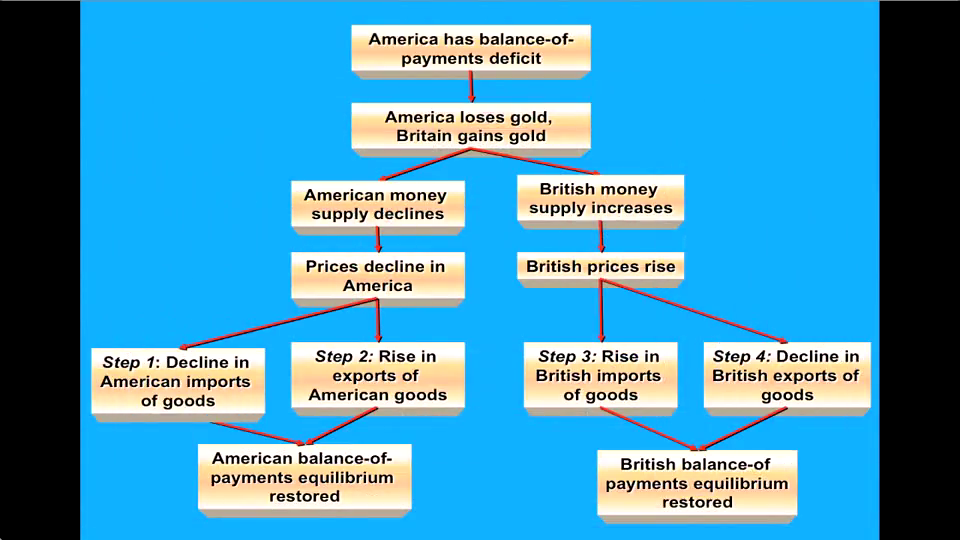 America has balance-of-
payments deficit
America loses gold,
Britain gains gold
American money
supply declines
British money
supply increases
Prices decline in
America
British prices rise
Step 1: Decline in
American imports
of goods
Step 2: Rise in
exports of
American goods
Step 3: Rise in
British imports
of goods
Step 4: Decline in
British exports of
goods
American balance-of-
payments equilibrium
restored
British balance-of
payments equilibrium
restored